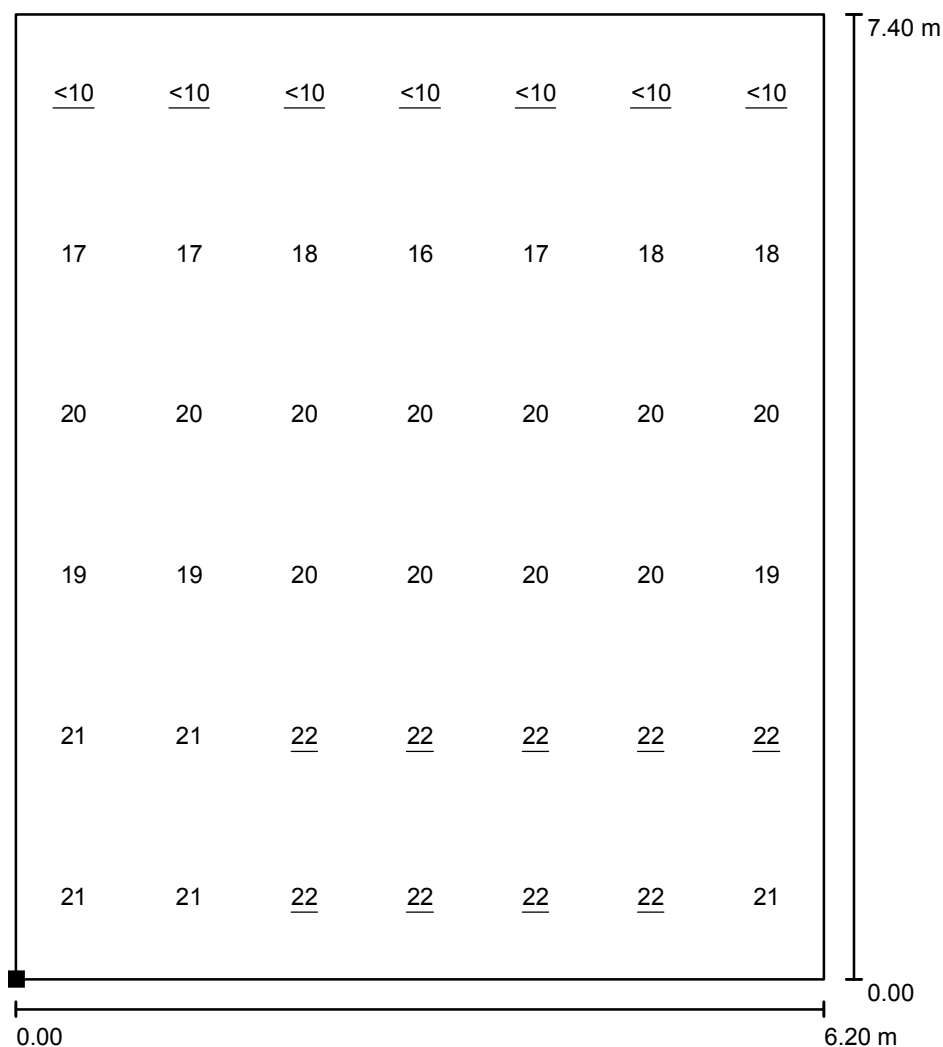 7.40 m
<10 <10 <10 <10 <10 <10 <10
17 17 18 16 17 18 18
20 20 20 20 20 20 20
19 19 20 20 20 20 19
21 21 22 22 22 22 22
21 21 22 22 22 22 21
0.00
0.00 6.20 m